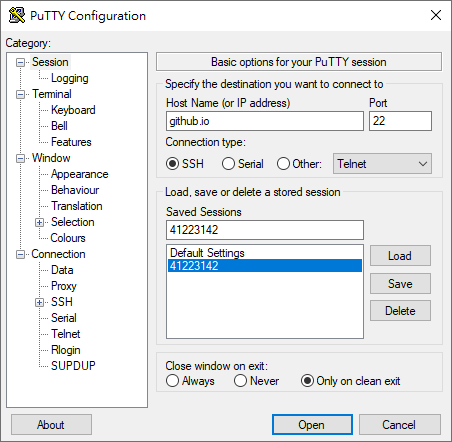 PuTTY Configuration
Category:
Session
Logging
Terminal
Keyboard
Bell
Features
Window
Appearance
Behaviour
Translation
Selection
Colours
Connection
Data
Proxy
SSH
Serial
Telnet
Rlogin
SUPDUP
Basic options for your PuTTY session
Specify the destination you want to connect to
Host Name (or IP address) Port
github.io 22
Connection type:
SSH Serial Other: Telnet
Load, save or delete a stored session
Saved Sessions
41223142
Default Settings
41223142
Load
Save
Delete
Close window on exit:
Always Never Only on clean exit
About Open Cancel